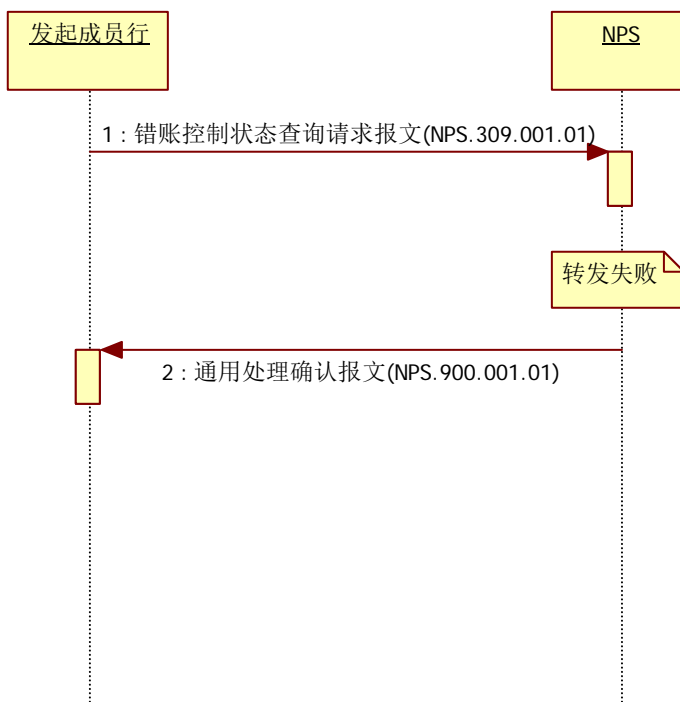 发起成员行
NPS
1 : 错账控制状态查询请求报文(NPS.309.001.01)
转发失败
2 : 通用处理确认报文(NPS.900.001.01)